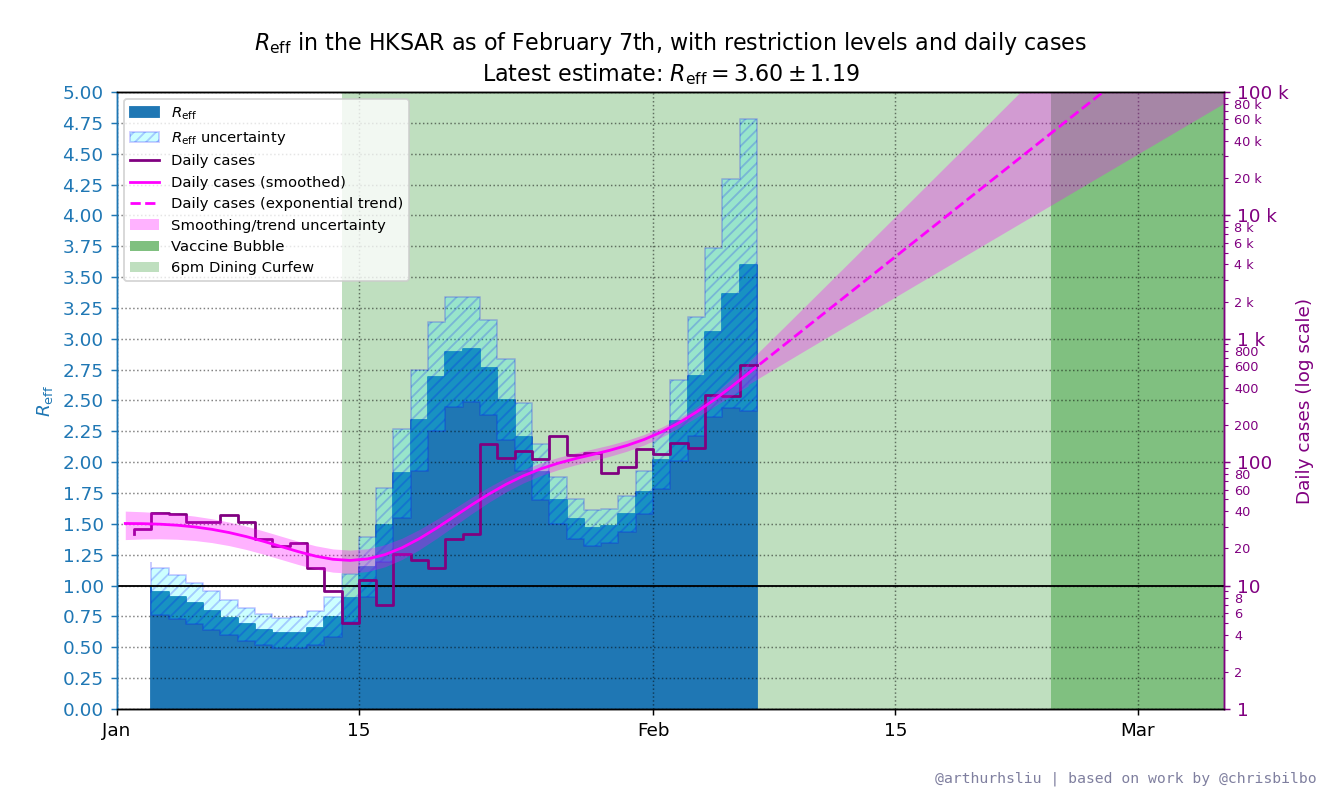 R_eff in the HKSAR as of February 7th, with restriction levels and daily cases
Latest estimate: R_eff = 3.60 ± 1.19
R_eff
R_eff uncertainty
Daily cases
Daily cases (smoothed)
Daily cases (exponential trend)
Smoothing/trend uncertainty
Vaccine Bubble
6pm Dining Curfew
5.00
4.75
4.50
4.25
4.00
3.75
3.50
3.25
3.00
2.75
2.50
2.25
2.00
1.75
1.50
1.25
1.00
0.75
0.50
0.25
0.00
R_eff
100 k
80 k
60 k
40 k
20 k
10 k
8 k
6 k
4 k
2 k
1 k
800
600
400
200
100
80
60
40
20
10
8
6
4
2
1
Daily cases (log scale)
Jan
15
Feb
15
Mar
@arthurhsliu | based on work by @chrisbilbo